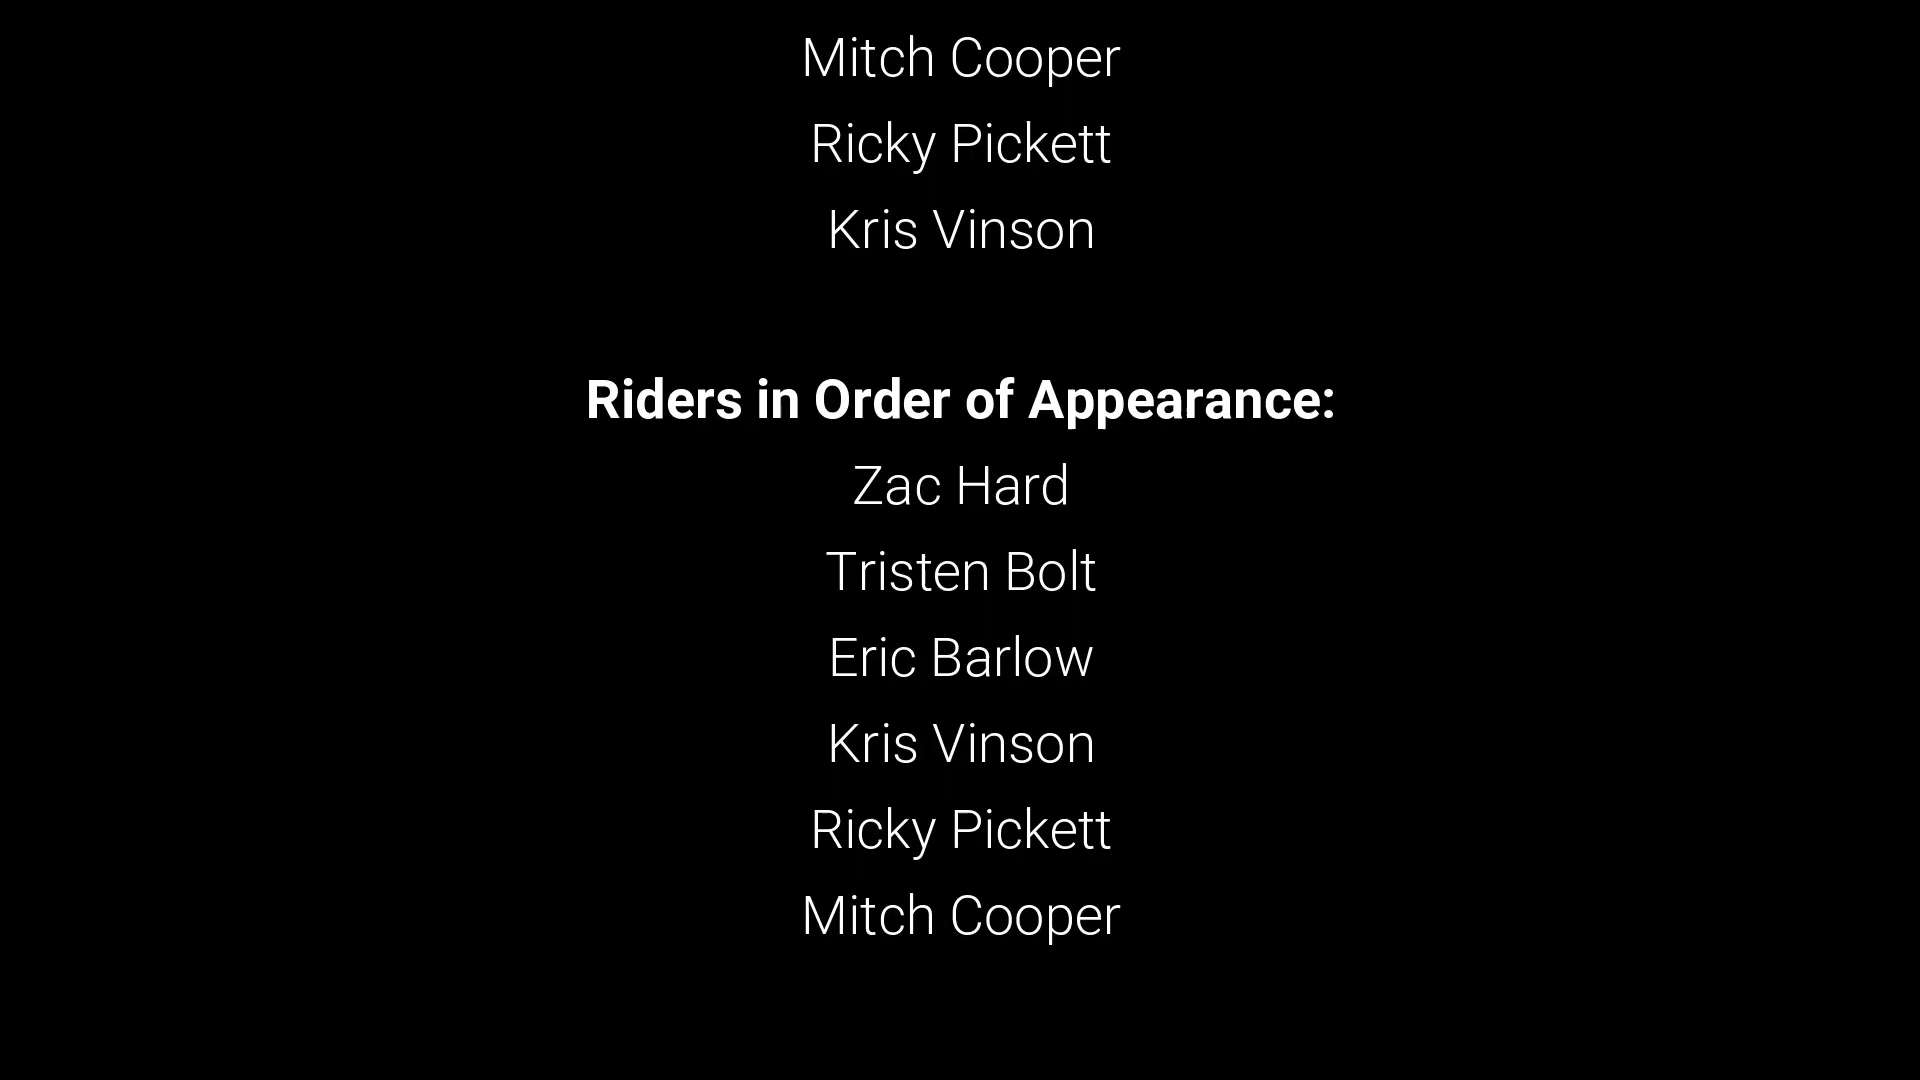 Mitch Cooper
Ricky Pickett
Kris Vinson
Riders in Order of Appearance:
Zac Hard
Tristen Bolt
Eric Barlow
Kris Vinson
Ricky Pickett
Mitch Cooper